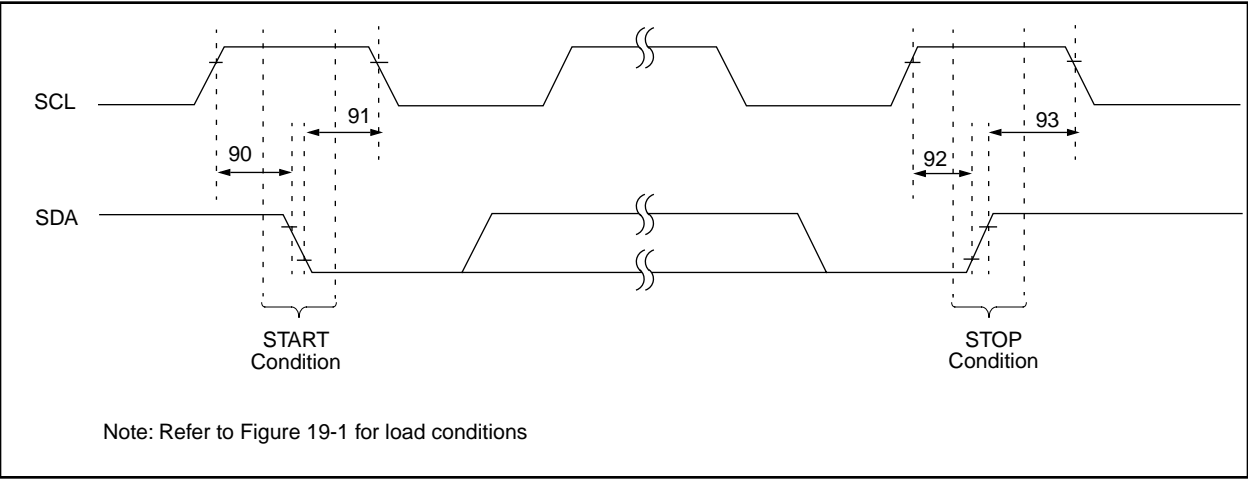 SCL
91
93
90
92
SDA
START
Condition
STOP
Condition
Note: Refer to Figure 19-1 for load conditions